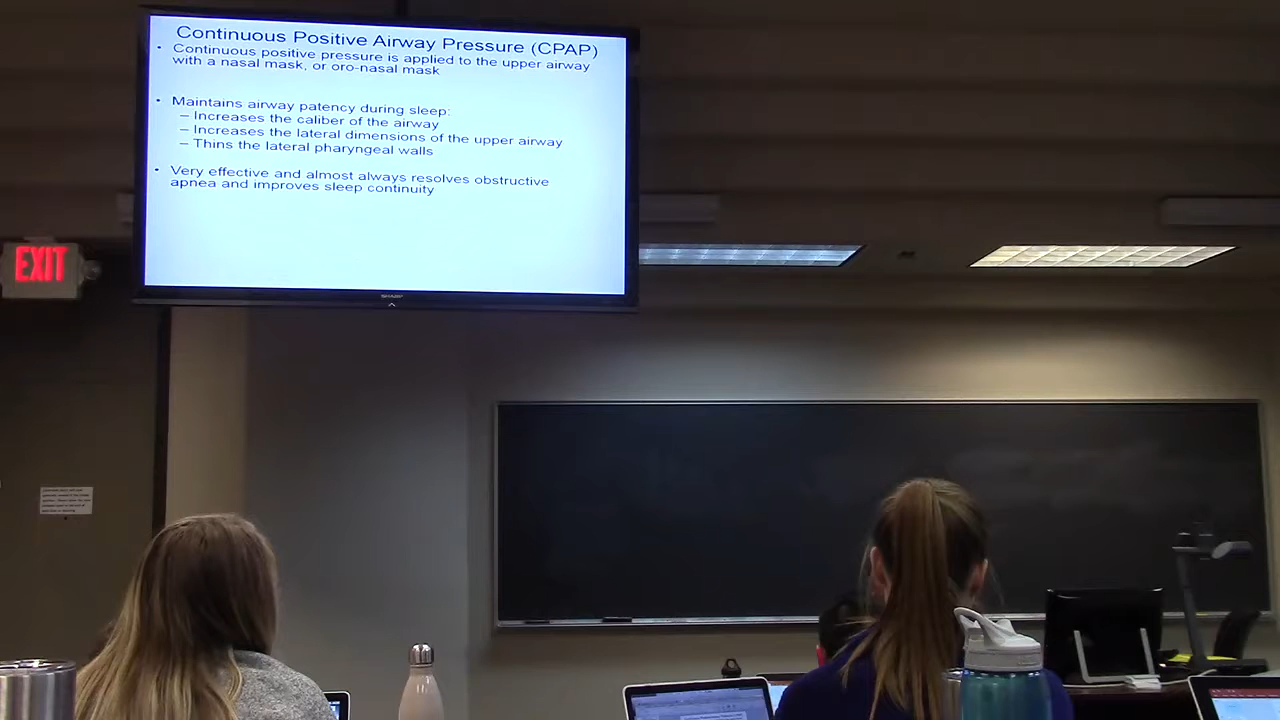 Continuous Positive Airway Pressure (CPAP)
• Continuous positive pressure is applied to the upper airway
with a nasal mask, or oro-nasal mask
• Maintains airway patency during sleep:
– Increases the caliber of the airway
– Increases the lateral dimensions of the upper airway
– Thins the lateral pharyngeal walls
• Very effective and almost always resolves obstructive
apnea and improves sleep continuity
SHARP
EXIT